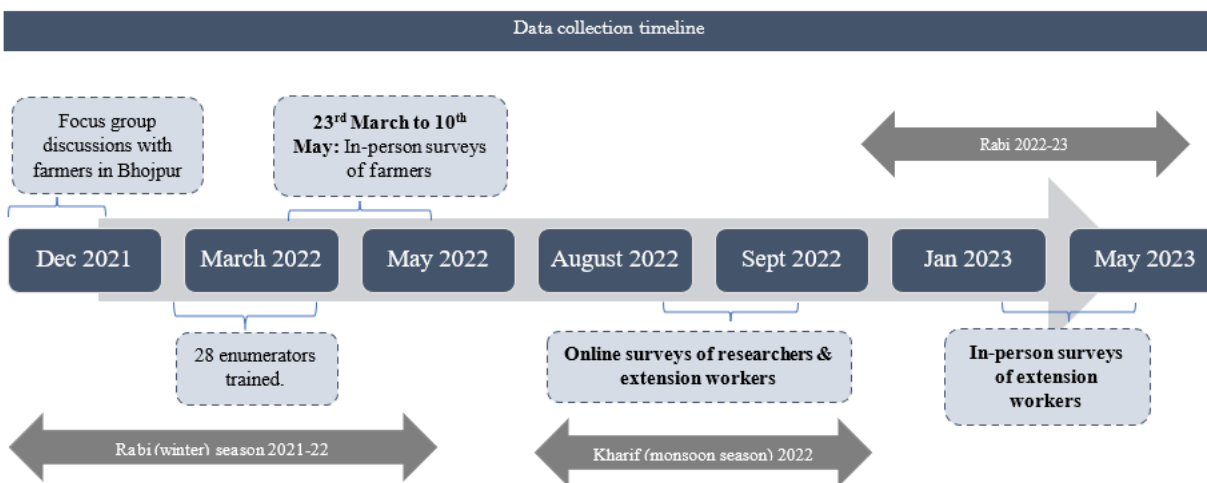 Data collection timeline
Focus group
discussions with
farmers in Bhojpur
23rd March to 10th
May: In-person surveys
of farmers
Rabi 2022-23
Dec 2021
March 2022
May 2022
August 2022
Sept 2022
Jan 2023
May 2023
28 enumerators
trained.
Online surveys of researchers &
extension workers
In-person surveys
of extension
workers
Rabi (winter) season 2021-22
Kharif (monsoon season) 2022